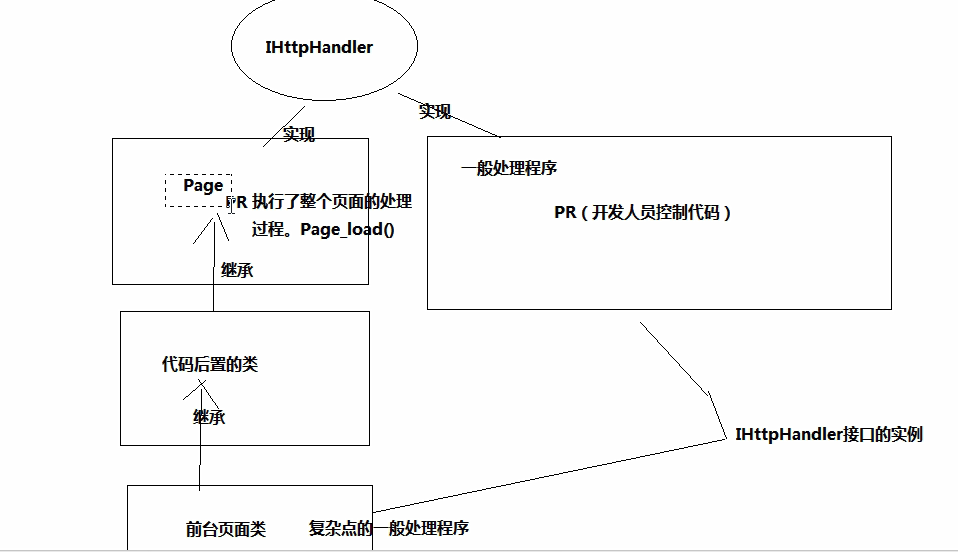 IHttpHandler
实现
实现
一般处理程序
Page
PR 执行了整个页面的处理
过程。Page_load()
PR（开发人员控制代码）
继承
代码后置的类
继承
IHttpHandler接口的实例
前台页面类
复杂点的一般处理程序